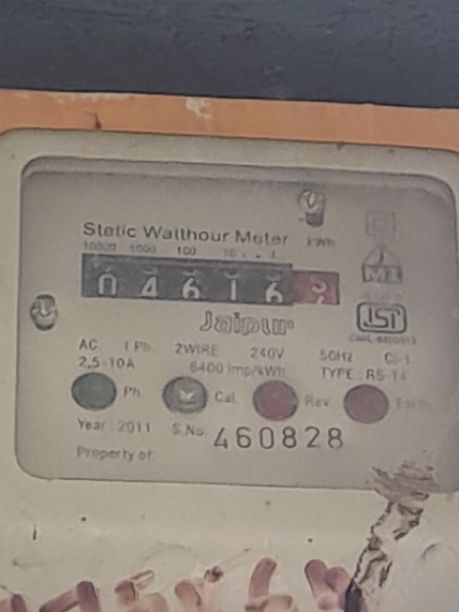 Static Watthour Meter kWh
10000 1000 100 10 1
04616
Jaipur
ISI
AC 1 Ph 2WIRE 240V 50Hz Cl-1
2.5-10A 6400 Imp/kWh TYPE : RS-14
Ph. Cal. Rev. Earth
Year 2011 S.No. 460828
Property of: